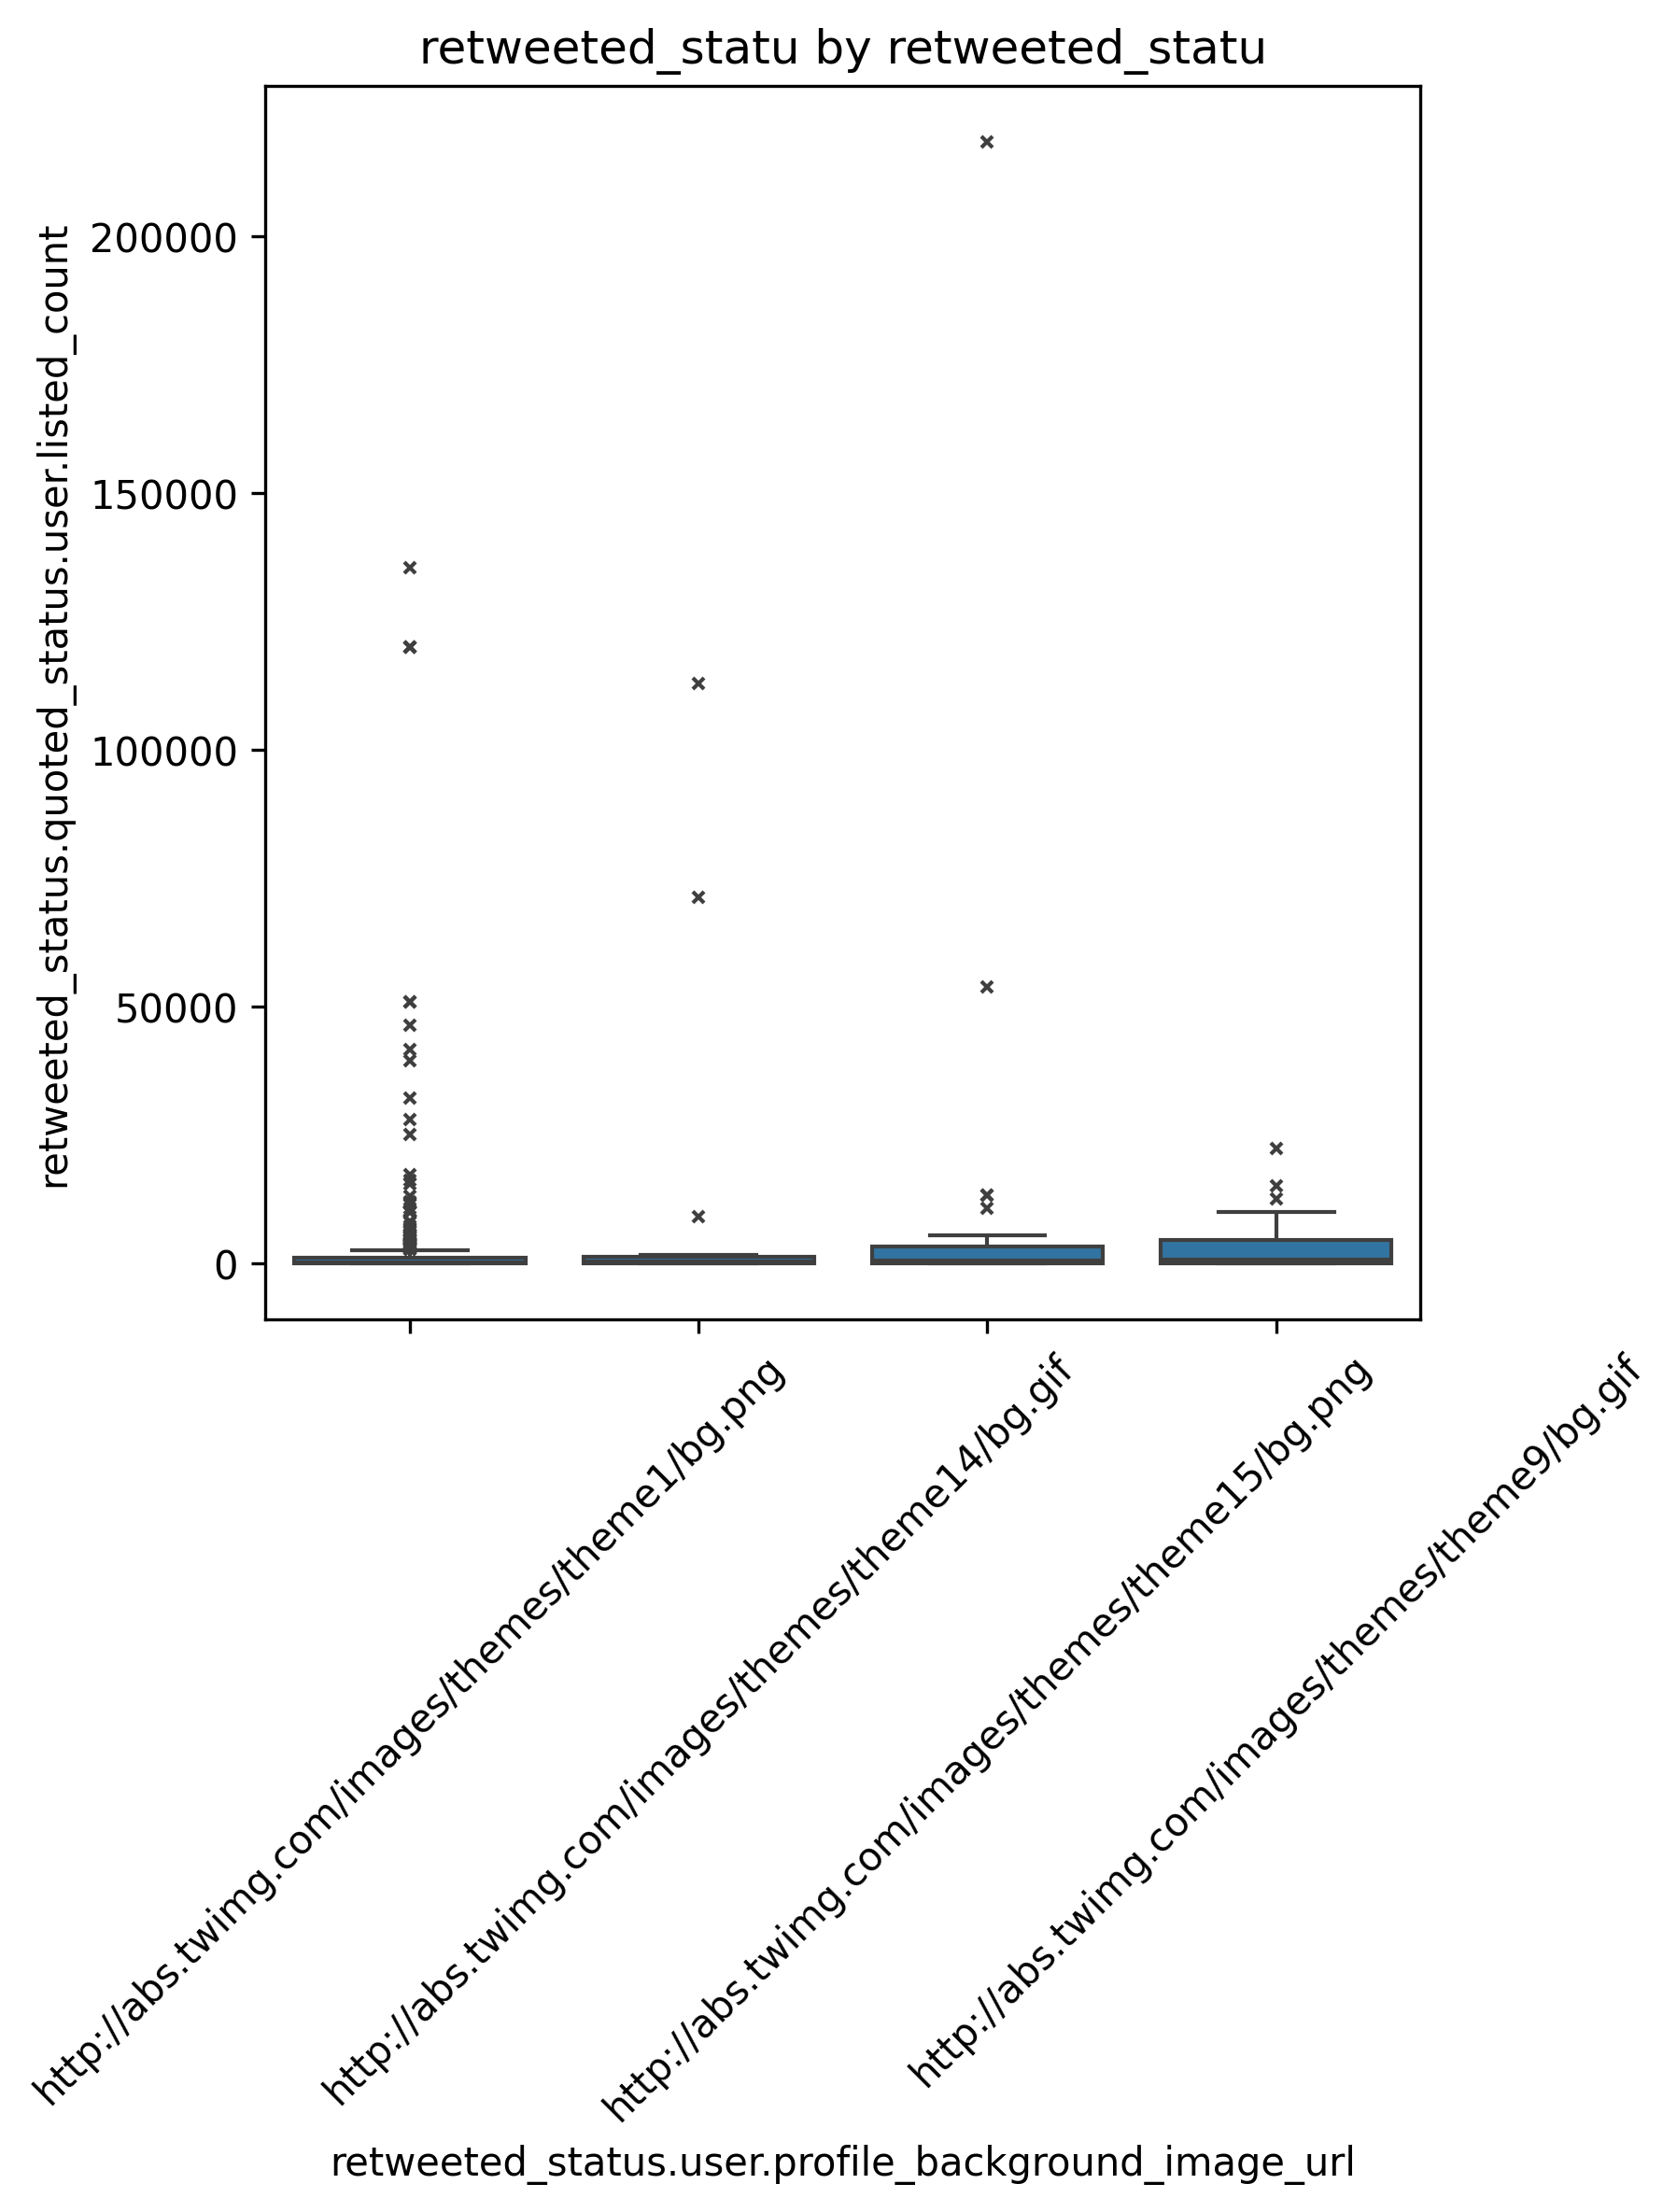 retweeted_statu by retweeted_statu
retweeted_status.quoted_status.user.listed_count
200000
150000
100000
50000
0
http://abs.twimg.com/images/themes/theme1/bg.png
http://abs.twimg.com/images/themes/theme14/bg.gif
http://abs.twimg.com/images/themes/theme15/bg.png
http://abs.twimg.com/images/themes/theme9/bg.gif
retweeted_status.user.profile_background_image_url